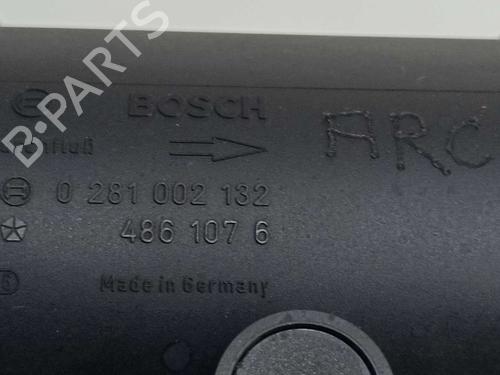 BOSCH
ARC
0 281 002 132
486 107 6
Made in Germany
B-PARTS